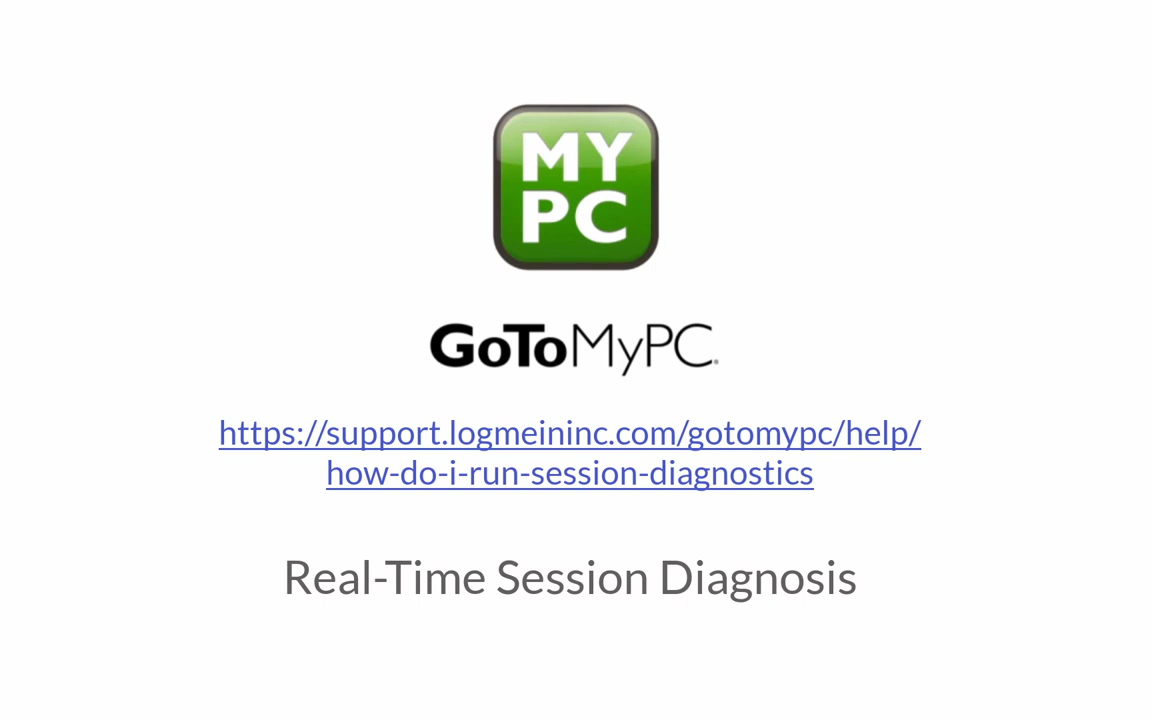 MY
PC
GoToMyPC®
https://support.logmeininc.com/gotomypc/help/
how-do-i-run-session-diagnostics
Real-Time Session Diagnosis